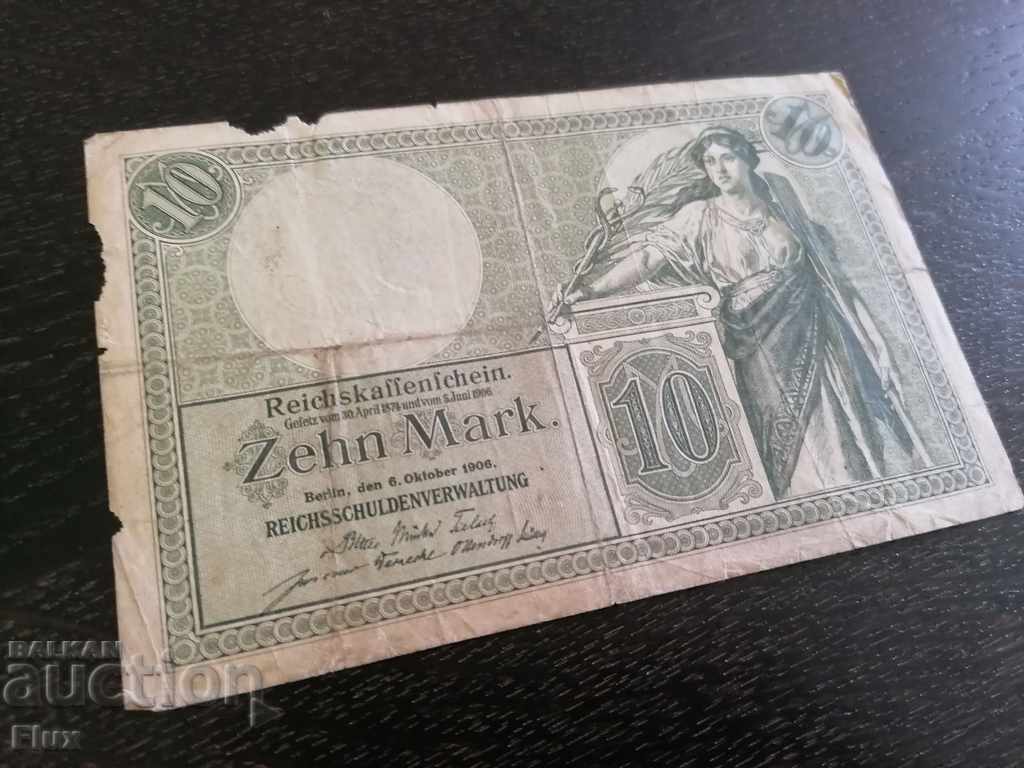 10
10
Reichskassenschein.
Gesetz vom 30. April 1874 und vom 5. Juni 1906
Zehn Mark.
10
Berlin, den 6. Oktober 1906.
REICHSSCHULDENVERWALTUNG
BALKAN
auction
Flux